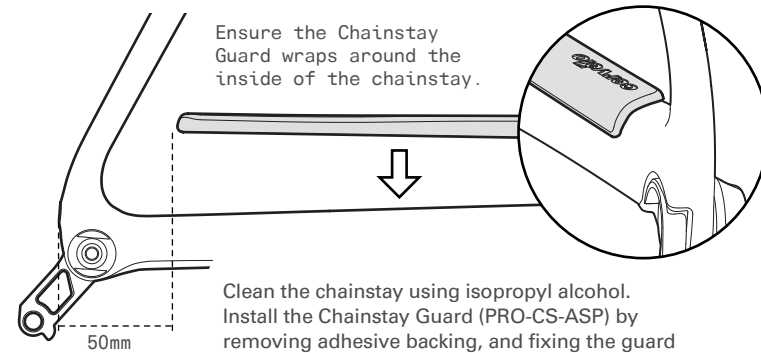 Ensure the Chainstay
Guard wraps around the
inside of the chainstay.
cervélo
50mm
Clean the chainstay using isopropyl alcohol.
Install the Chainstay Guard (PRO-CS-ASP) by
removing adhesive backing, and fixing the guard